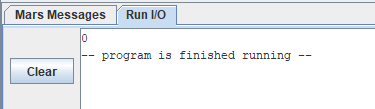 Mars Messages Run I/O
0
-- program is finished running --
Clear